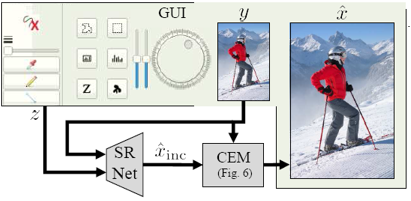 GUI
y
x̂
Z
z
SR
Net
x̂inc
CEM
(Fig. 6)